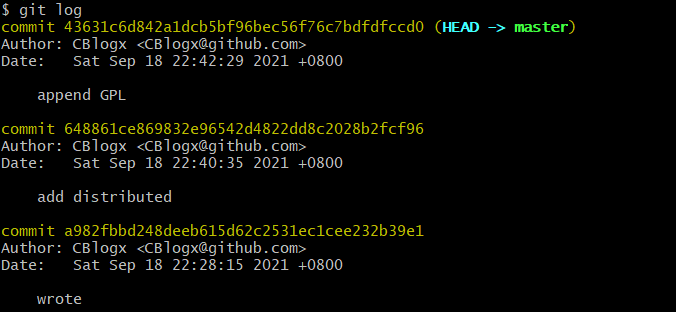 $ git log
commit 43631c6d842a1dcb5bf96bec56f76c7bdfdfccd0 (HEAD -> master)
Author: CBlogx <CBlogx@github.com>
Date:   Sat Sep 18 22:42:29 2021 +0800
append GPL
commit 648861ce869832e96542d4822dd8c2028b2fcf96
Author: CBlogx <CBlogx@github.com>
Date:   Sat Sep 18 22:40:35 2021 +0800
add distributed
commit a982fbbd248deeb615d62c2531ec1cee232b39e1
Author: CBlogx <CBlogx@github.com>
Date:   Sat Sep 18 22:28:15 2021 +0800
wrote